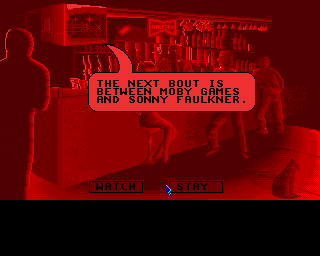 THE NEXT BOUT IS
BETWEEN MOBY GAMES
AND SONNY FAULKNER.
WATCH
STAY